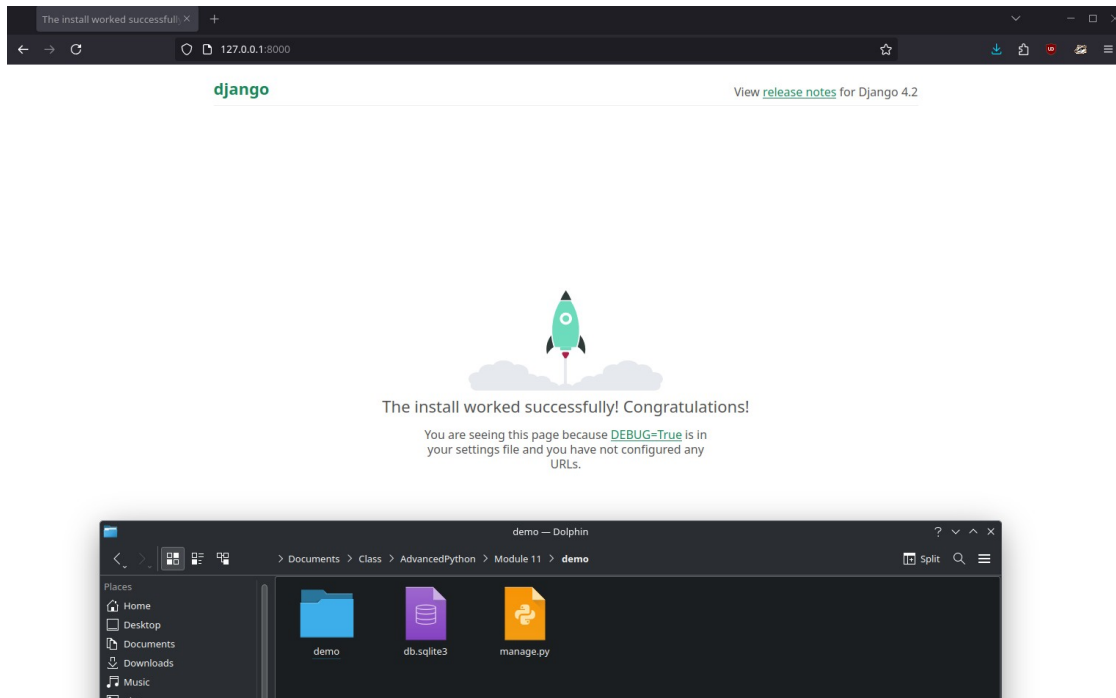 The install worked successfully
127.0.0.1:8000
django
View release notes for Django 4.2
The install worked successfully! Congratulations!
You are seeing this page because DEBUG=True is in
your settings file and you have not configured any
URLs.
demo — Dolphin
> Documents > Class > AdvancedPython > Module 11 > demo
Split
Places
Home
Desktop
Documents
Downloads
Music
demo
db.sqlite3
manage.py